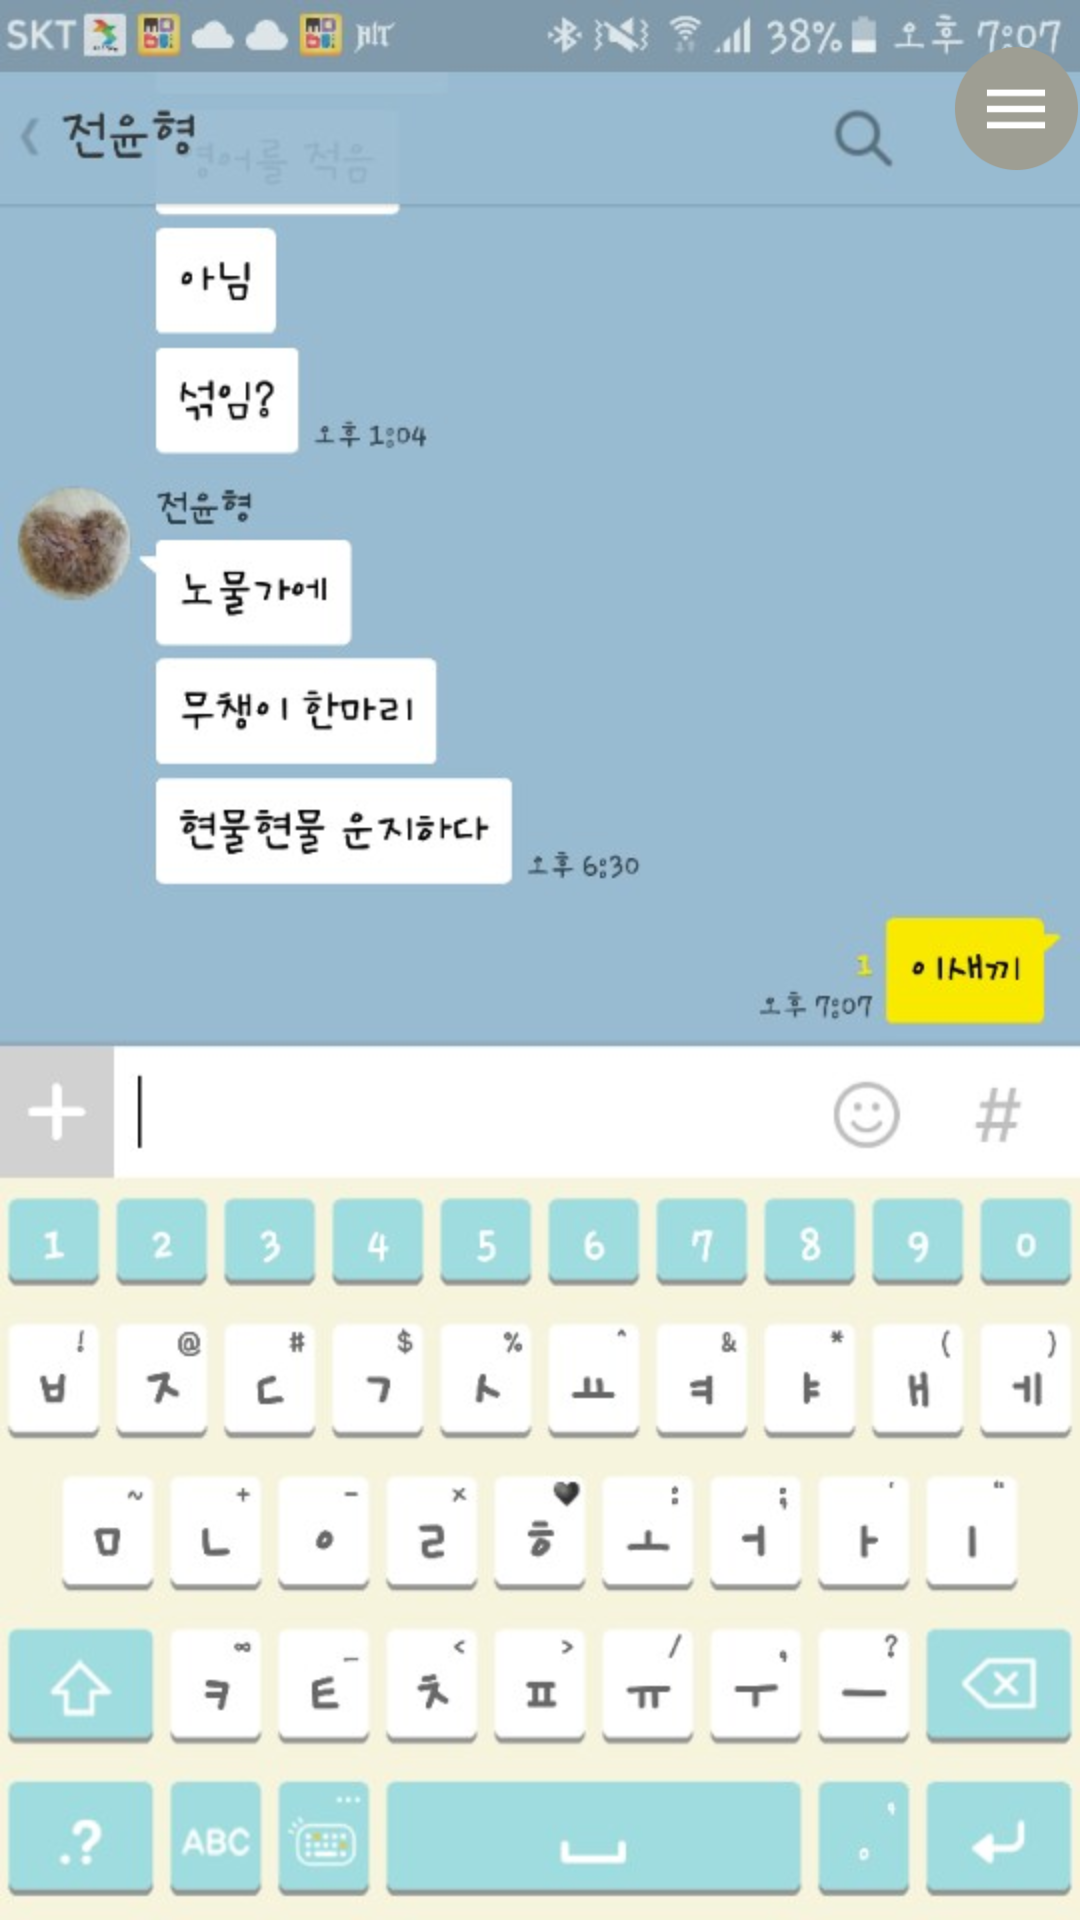 SKT 38% 오후 7:07
전윤형
영어를 적음
아님
섞임?
오후 1:04
전윤형
노물가에
무챙이 한마리
현물현물 운지하다
오후 6:30
이새끼
1
오후 7:07
#
1 2 3 4 5 6 7 8 9 0
! @ # $ % ^ & * ( )
ㅂ ㅈ ㄷ ㄱ ㅅ ㅛ ㅕ ㅑ ㅐ ㅔ
~ + - × ♥ : ; ' "
ㅁ ㄴ ㅇ ㄹ ㅎ ㅗ ㅓ ㅏ ㅣ
∞ _ < > / , ?
ㅋ ㅌ ㅊ ㅍ ㅠ ㅜ ㅡ
.? ABC ... , .